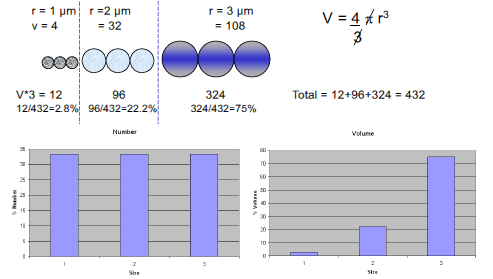 r = 1 µm
v = 4
r =2 µm
= 32
r = 3 µm
= 108
V = 4 π r³
3
V*3 = 12
12/432=2.8%
96
96/432=22.2%
324
324/432=75%
Total = 12+96+324 = 432
Number
35
30
25
20
15
10
5
0
% Number
1
2
3
Size
Volume
80
70
60
50
40
30
20
10
0
% Volume
1
2
3
Size